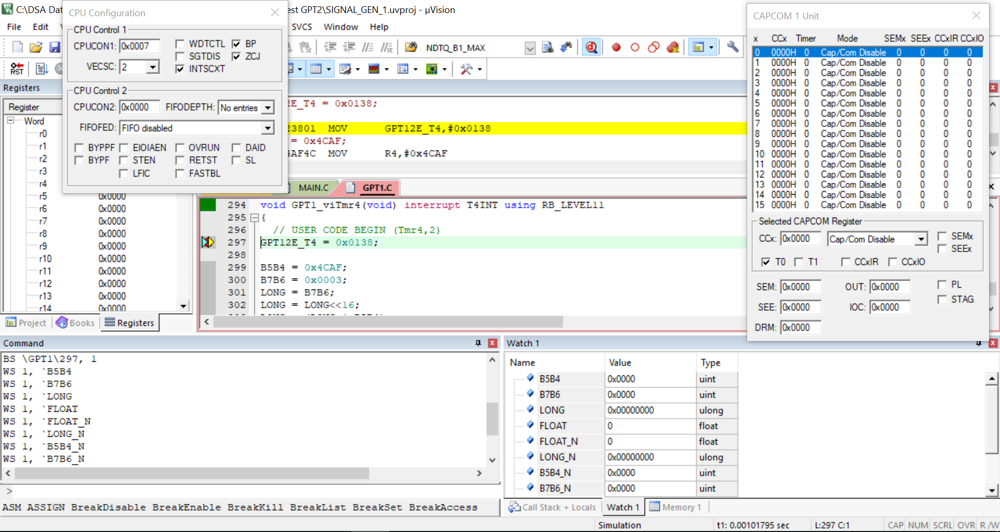 C:\DSA Dat
est GPT2\SIGNAL_GEN_1.uvproj - µVision
File Edit
SVCS Window Help
NDTQ_B1_MAX
RST
CPU Configuration
CPU Control 1
CPUCON1: 0x0007 WDTCTL BP
SGTDIS ZCJ
VECSC: 2 INTSCXT
CPU Control 2
CPUCON2: 0x0000 FIFODEPTH: No entries
FIFOFED: FIFO disabled
BYPPF EIOIAEN OVRUN DAID
BYPF STEN RETST SL
LFIC FASTBL
Registers
Register
Word
r0
r1
r2
r3
r4
r5 0x0000
r6 0x0000
r7 0x0000
r8 0x0000
r9 0x0000
r10 0x0000
r11 0x0000
r12 0x0000
r13 0x0000
r14 0x0000
Project Books Registers
2E_T4 = 0x0138;
23801 MOV GPT12E_T4,#0x0138
= 0x4CAF;
4AF4C MOV R4,#0x4CAF
MAIN.C GPT1.C
294 void GPT1_viTmr4(void) interrupt T4INT using RB_LEVEL11
295 {
296 // USER CODE BEGIN (Tmr4,2)
297 GPT12E_T4 = 0x0138;
298
299 B5B4 = 0x4CAF;
300 B7B6 = 0x0003;
301 LONG = B7B6;
302 LONG = LONG<<16;
CAPCOM 1 Unit
x CCx Timer Mode SEMx SEEx CCxIR CCxIO
0 0000H 0 Cap/Com Disable 0 0 0 0
1 0000H 0 Cap/Com Disable 0 0 0 0
2 0000H 0 Cap/Com Disable 0 0 0 0
3 0000H 0 Cap/Com Disable 0 0 0 0
4 0000H 0 Cap/Com Disable 0 0 0 0
5 0000H 0 Cap/Com Disable 0 0 0 0
6 0000H 0 Cap/Com Disable 0 0 0 0
7 0000H 0 Cap/Com Disable 0 0 0 0
8 0000H 0 Cap/Com Disable 0 0 0 0
9 0000H 0 Cap/Com Disable 0 0 0 0
10 0000H 0 Cap/Com Disable 0 0 0 0
11 0000H 0 Cap/Com Disable 0 0 0 0
12 0000H 0 Cap/Com Disable 0 0 0 0
13 0000H 0 Cap/Com Disable 0 0 0 0
14 0000H 0 Cap/Com Disable 0 0 0 0
15 0000H 0 Cap/Com Disable 0 0 0 0
Selected CAPCOM Register
CCx: 0x0000 Cap/Com Disable SEMx
SEEx
T0 T1 CCxIR CCxIO
SEM: 0x0000 OUT: 0x0000 PL
SEE: 0x0000 IOC: 0x0000 STAG
DRM: 0x0000
Command
BS \GPT1\297, 1
WS 1, `B5B4
WS 1, `B7B6
WS 1, `LONG
WS 1, `FLOAT
WS 1, `FLOAT_N
WS 1, `LONG_N
WS 1, `B5B4_N
WS 1, `B7B6_N
>
ASM ASSIGN BreakDisable BreakEnable BreakKill BreakList BreakSet BreakAccess
Watch 1
Name Value Type
B5B4 0x0000 uint
B7B6 0x0000 uint
LONG 0x00000000 ulong
FLOAT 0 float
FLOAT_N 0 float
LONG_N 0x00000000 ulong
B5B4_N 0x0000 uint
B7B6_N 0x0000 uint
Call Stack + Locals Watch 1 Memory 1
Simulation t1: 0.00101795 sec L:297 C:1 CAP NUM SCRL OVR R /W